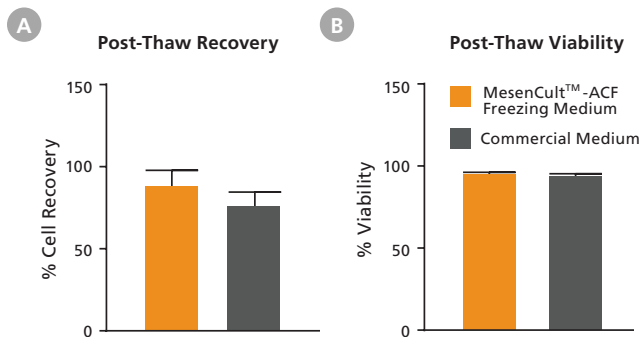 A
Post-Thaw Recovery
150
100
50
0
% Cell Recovery
B
Post-Thaw Viability
150
100
50
0
% Viability
MesenCult™-ACF
Freezing Medium
Commercial Medium